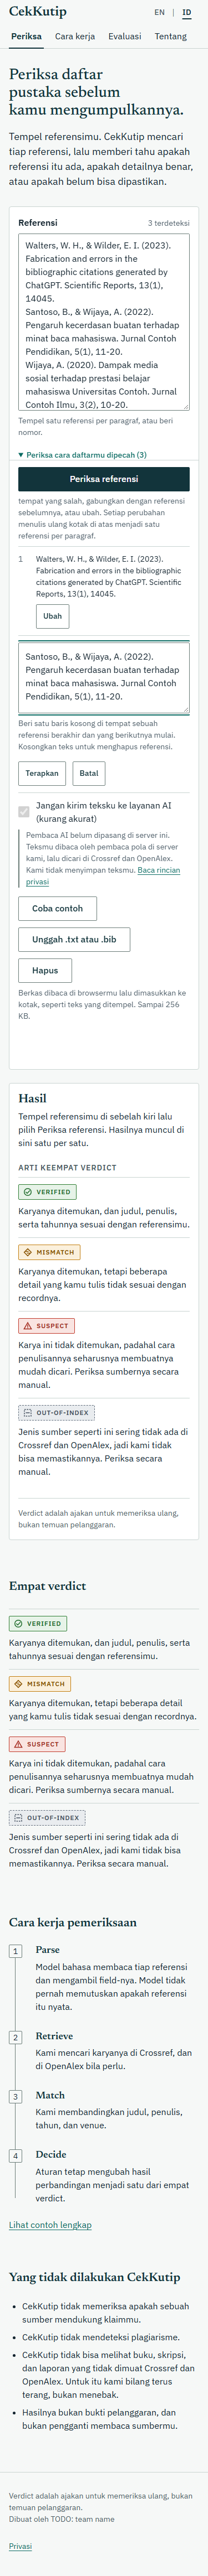 CekKutip
EN | ID
Periksa Cara kerja Evaluasi Tentang
Periksa daftar
pustaka sebelum
kamu mengumpulkannya.
Tempel referensimu. CekKutip mencari
tiap referensi, lalu memberi tahu apakah
referensi itu ada, apakah detailnya benar,
atau apakah belum bisa dipastikan.
Referensi 3 terdeteksi
Walters, W. H., & Wilder, E. I. (2023).
Fabrication and errors in the
bibliographic citations generated by
ChatGPT. Scientific Reports, 13(1),
14045.
Santoso, B., & Wijaya, A. (2022).
Pengaruh kecerdasan buatan terhadap
minat baca mahasiswa. Jurnal Contoh
Pendidikan, 5(1), 11-20.
Wijaya, A. (2020). Dampak media
sosial terhadap prestasi belajar
mahasiswa Universitas Contoh. Jurnal
Contoh Ilmu, 3(2), 10-20.
Tempel satu referensi per paragraf, atau beri
nomor.
▼ Periksa cara daftarmu dipecah (3)
Periksa referensi
tempat yang salah, gabungkan dengan referensi
sebelumnya, atau ubah. Setiap perubahan
menulis ulang kotak di atas menjadi satu
referensi per paragraf.
1 Walters, W. H., & Wilder, E. I. (2023).
Fabrication and errors in the
bibliographic citations generated by
ChatGPT. Scientific Reports, 13(1), 14045.
Ubah
Santoso, B., & Wijaya, A. (2022).
Pengaruh kecerdasan buatan terhadap
minat baca mahasiswa. Jurnal Contoh
Pendidikan, 5(1), 11-20.
Beri satu baris kosong di tempat sebuah
referensi berakhir dan yang berikutnya mulai.
Kosongkan teks untuk menghapus referensi.
Terapkan Batal
Jangan kirim teksku ke layanan AI
(kurang akurat)
Pembaca AI belum dipasang di server ini.
Teksmu dibaca oleh pembaca pola di server
kami, lalu dicari di Crossref dan OpenAlex.
Kami tidak menyimpan teksmu. Baca rincian
privasi
Coba contoh
Unggah .txt atau .bib
Hapus
Berkas dibaca di browsermu lalu dimasukkan ke
kotak, seperti teks yang ditempel. Sampai 256
KB.
Hasil
Tempel referensimu di sebelah kiri lalu
pilih Periksa referensi. Hasilnya muncul di
sini satu per satu.
ARTI KEEMPAT VERDICT
VERIFIED
Karyanya ditemukan, dan judul, penulis,
serta tahunnya sesuai dengan referensimu.
MISMATCH
Karyanya ditemukan, tetapi beberapa
detail yang kamu tulis tidak sesuai dengan
recordnya.
SUSPECT
Karya ini tidak ditemukan, padahal cara
penulisannya seharusnya membuatnya
mudah dicari. Periksa sumbernya secara
manual.
OUT-OF-INDEX
Jenis sumber seperti ini sering tidak ada di
Crossref dan OpenAlex, jadi kami tidak
bisa memastikannya. Periksa secara
manual.
Verdict adalah ajakan untuk memeriksa ulang,
bukan temuan pelanggaran.
Empat verdict
VERIFIED
Karyanya ditemukan, dan judul, penulis, serta
tahunnya sesuai dengan referensimu.
MISMATCH
Karyanya ditemukan, tetapi beberapa detail
yang kamu tulis tidak sesuai dengan recordnya.
SUSPECT
Karya ini tidak ditemukan, padahal cara
penulisannya seharusnya membuatnya mudah
dicari. Periksa sumbernya secara manual.
OUT-OF-INDEX
Jenis sumber seperti ini sering tidak ada di
Crossref dan OpenAlex, jadi kami tidak bisa
memastikannya. Periksa secara manual.
Cara kerja pemeriksaan
1 Parse
Model bahasa membaca tiap referensi
dan mengambil field-nya. Model tidak
pernah memutuskan apakah referensi
itu nyata.
2 Retrieve
Kami mencari karyanya di Crossref, dan
di OpenAlex bila perlu.
3 Match
Kami membandingkan judul, penulis,
tahun, dan venue.
4 Decide
Aturan tetap mengubah hasil
perbandingan menjadi satu dari empat
verdict.
Lihat contoh lengkap
Yang tidak dilakukan CekKutip
• CekKutip tidak memeriksa apakah sebuah
sumber mendukung klaimmu.
• CekKutip tidak mendeteksi plagiarisme.
• CekKutip tidak bisa melihat buku, skripsi,
dan laporan yang tidak dimuat Crossref dan
OpenAlex. Untuk itu kami bilang terus
terang, bukan menebak.
• Hasilnya bukan bukti pelanggaran, dan
bukan pengganti membaca sumbermu.
Verdict adalah ajakan untuk memeriksa ulang, bukan
temuan pelanggaran.
Dibuat oleh TODO: team name
Privasi